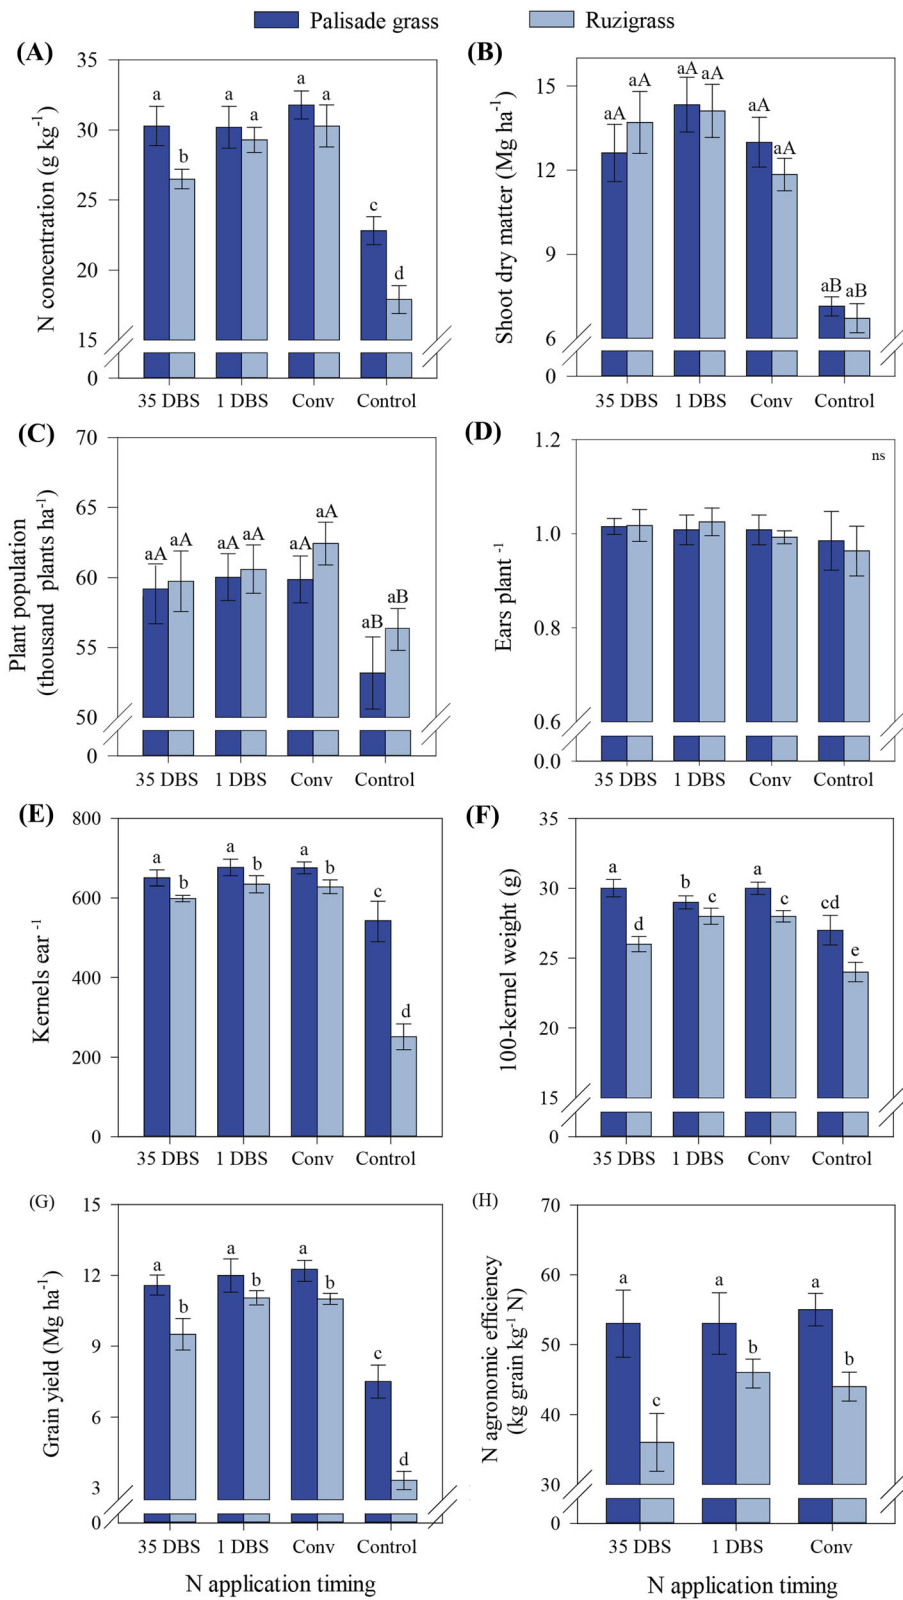 Palisade grass Ruzigrass
(A)
N concentration (g kg-1)
35
30
25
20
15
0
a a a a a b c d
35 DBS 1 DBS Conv Control
(B)
Shoot dry matter (Mg ha-1)
15
12
9
6
0
aA aA aA aA aA aA aB aB
35 DBS 1 DBS Conv Control
(C)
Plant population
(thousand plants ha-1)
70
65
60
55
50
0
aA aA aA aA aA aA aB aB
35 DBS 1 DBS Conv Control
(D)
ns
Ears plant -1
1.2
1.0
0.8
0.6
0.0
35 DBS 1 DBS Conv Control
(E)
Kernels ear -1
800
600
400
200
0
a b a b a b c d
35 DBS 1 DBS Conv Control
(F)
100-kernel weight (g)
35
30
25
20
15
0
a d b c a c cd e
35 DBS 1 DBS Conv Control
(G)
Grain yield (Mg ha-1)
15
12
9
6
3
0
a b a b a b c d
35 DBS 1 DBS Conv Control
N application timing
(H)
N agronomic efficiency
(kg grain kg-1 N)
70
60
50
40
30
0
a c a b a b
35 DBS 1 DBS Conv
N application timing